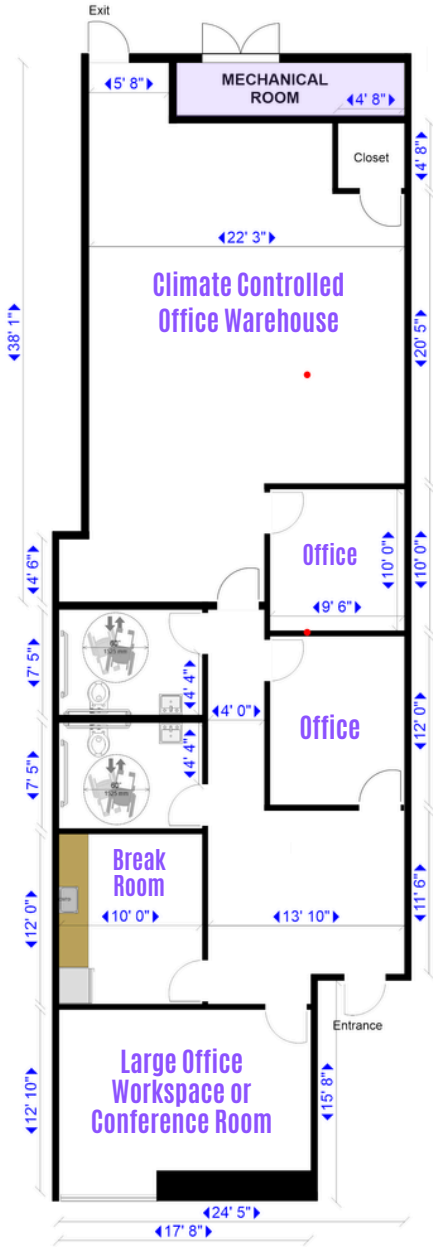 Exit
5' 8"
MECHANICAL
ROOM
4' 8"
4' 8"
Closet
22' 3"
Climate Controlled
Office Warehouse
38' 1"
20' 5"
Office
10' 0"
10' 0"
9' 6"
4' 6"
7' 5"
4' 4"
4' 0"
Office
12' 0"
7' 5"
4' 4"
60"
1525 mm
Break
Room
10' 0"
13' 10"
12' 0"
11' 6"
Entrance
Large Office
Workspace or
Conference Room
12' 10"
15' 8"
24' 5"
17' 8"